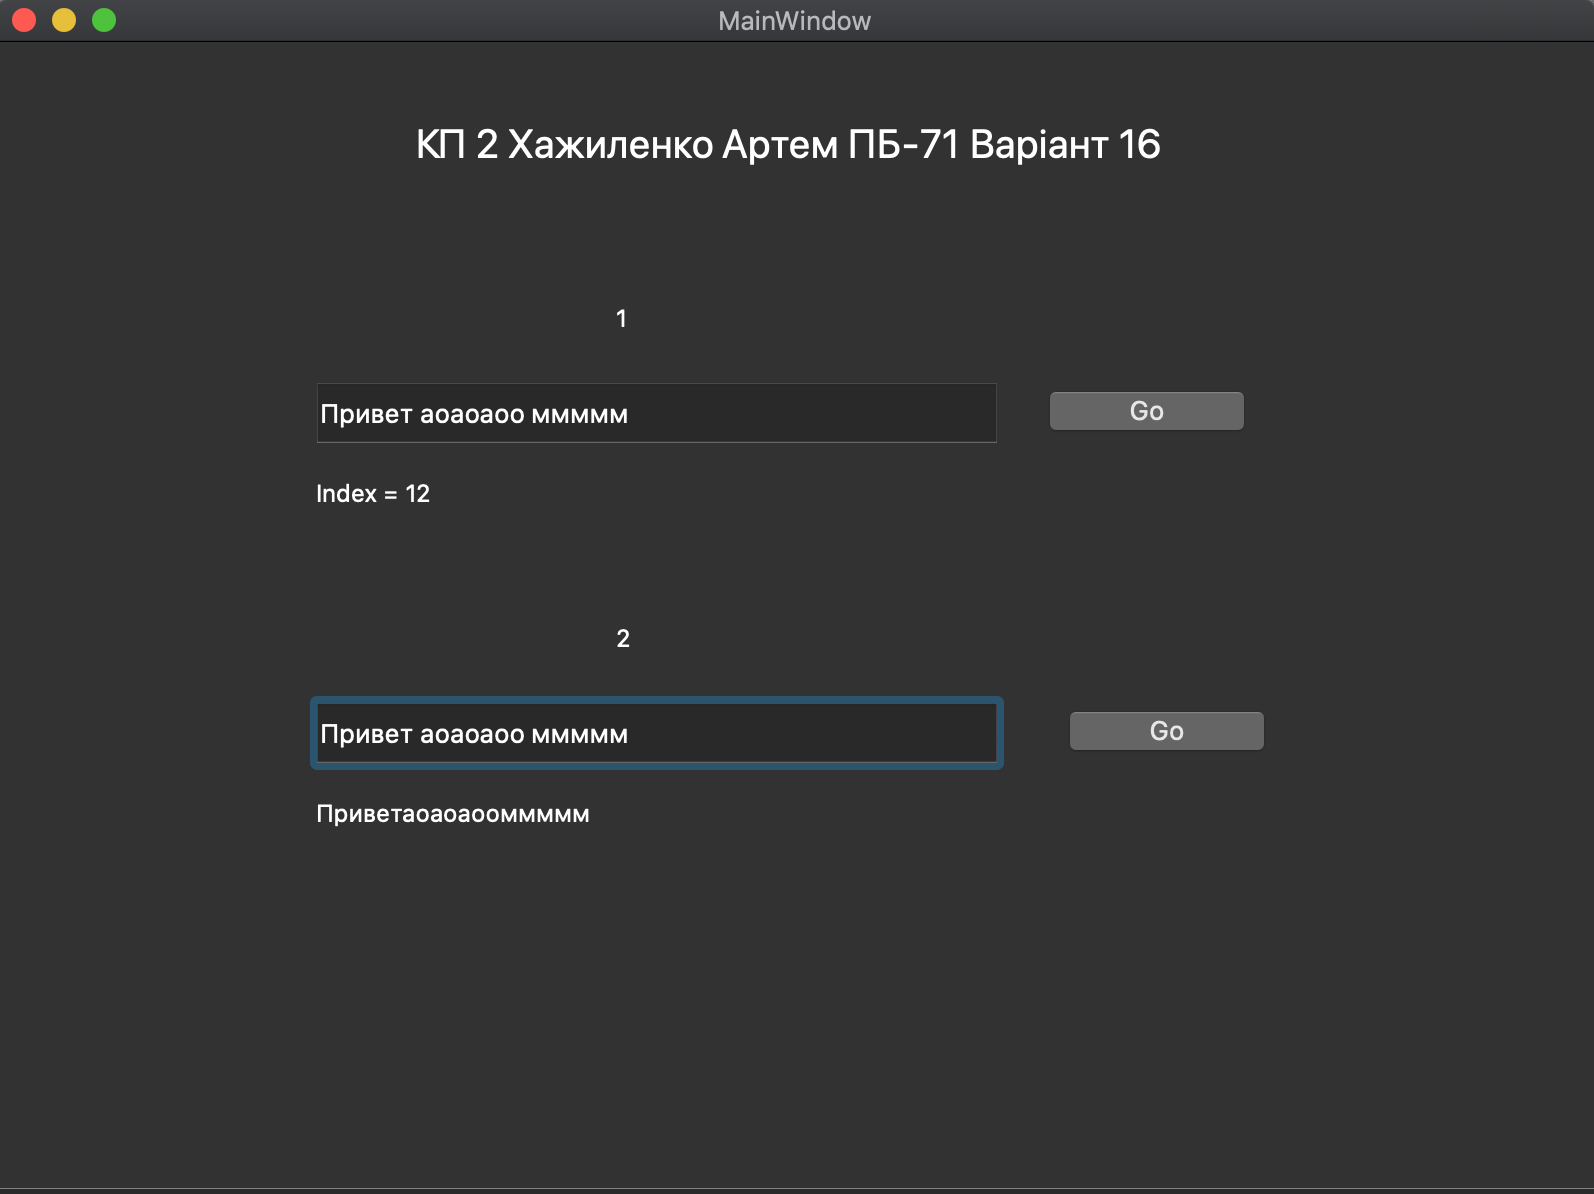 MainWindow
КП 2 Хажиленко Артем ПБ-71 Варіант 16
1
Привет аоаоаоо ммммм
Go
Index = 12
2
Привет аоаоаоо ммммм
Go
Приветаоаоаооммммм